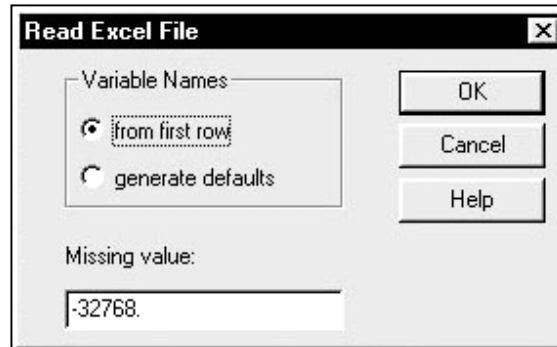 Read Excel File
Variable Names
from first row
generate defaults
OK
Cancel
Help
Missing value:
-32768.